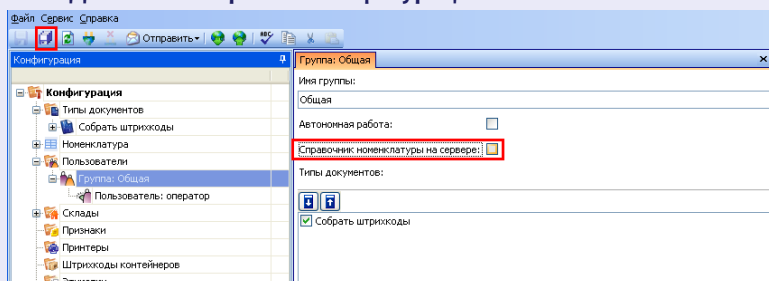 Файл Сервис Справка
Отправить
Конфигурация
Группа: Общая
Имя группы:
Общая
Конфигурация
Типы документов
Собрать штрихкоды
Номенклатура
Пользователи
Группа: Общая
Пользователь: оператор
Склады
Признаки
Принтеры
Штрихкоды контейнеров
Автономная работа:
Справочник номенклатуры на сервере:
Типы документов:
Собрать штрихкоды